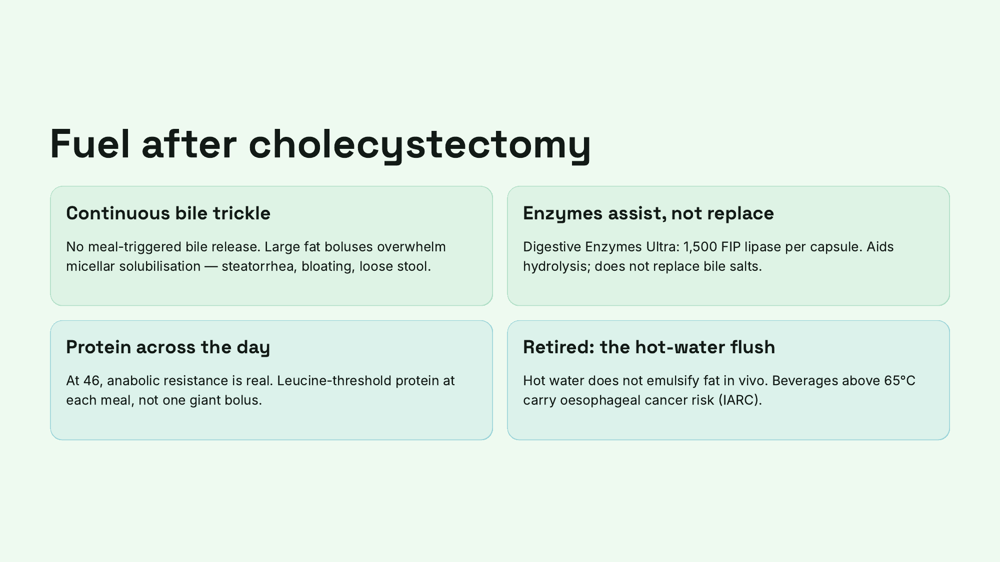 Fuel after cholecystectomy
Continuous bile trickle
No meal-triggered bile release. Large fat boluses overwhelm
micellar solubilisation — steatorrhea, bloating, loose stool.
Enzymes assist, not replace
Digestive Enzymes Ultra: 1,500 FIP lipase per capsule. Aids
hydrolysis; does not replace bile salts.
Protein across the day
At 46, anabolic resistance is real. Leucine-threshold protein at
each meal, not one giant bolus.
Retired: the hot-water flush
Hot water does not emulsify fat in vivo. Beverages above 65°C
carry oesophageal cancer risk (IARC).